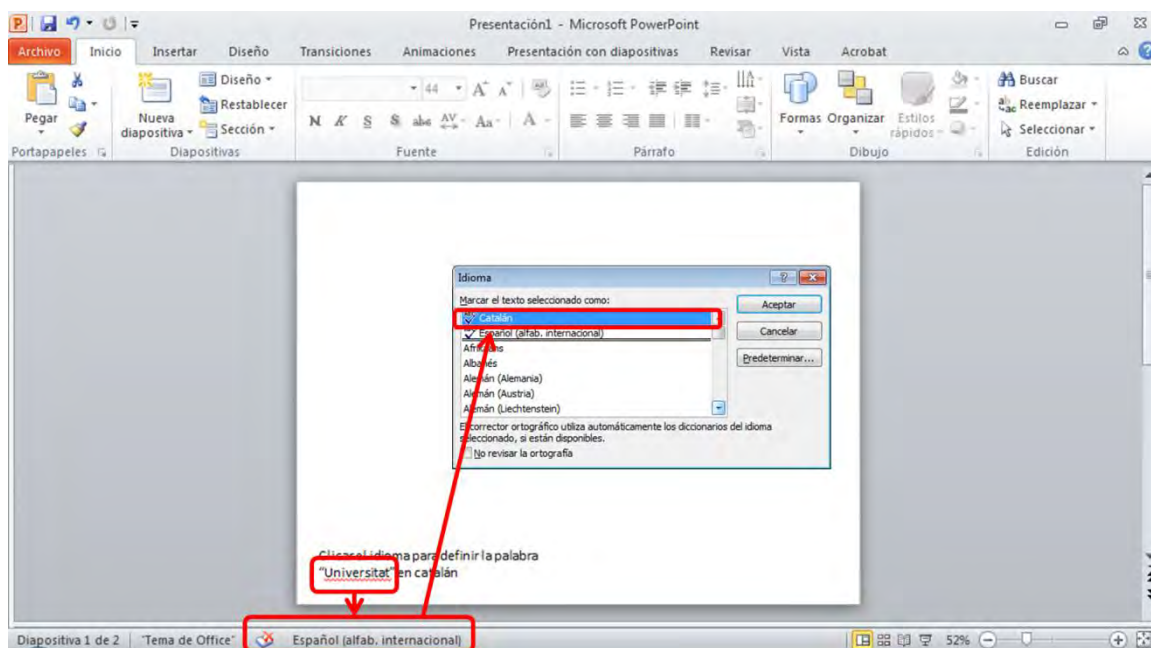 Presentación1 - Microsoft PowerPoint
Archivo Inicio Insertar Diseño Transiciones Animaciones Presentación con diapositivas Revisar Vista Acrobat
Pegar
Nueva diapositiva
Diseño
Restablecer
Sección
44
N K S S abc AV Aa A
Formas Organizar Estilos rápidos
Buscar
Reemplazar
Seleccionar
Portapapeles Diapositivas Fuente Párrafo Dibujo Edición
Idioma
Marcar el texto seleccionado como:
Catalán
Español (alfab. internacional)
Afrikáans
Albanés
Alemán (Alemania)
Alemán (Austria)
Alemán (Liechtenstein)
Aceptar
Cancelar
Predeterminar...
El corrector ortográfico utiliza automáticamente los diccionarios del idioma
seleccionado, si están disponibles.
No revisar la ortografía
el idioma para definir la palabra
"Universitat" en catalán
Diapositiva 1 de 2 "Tema de Office" Español (alfab. internacional) 52%